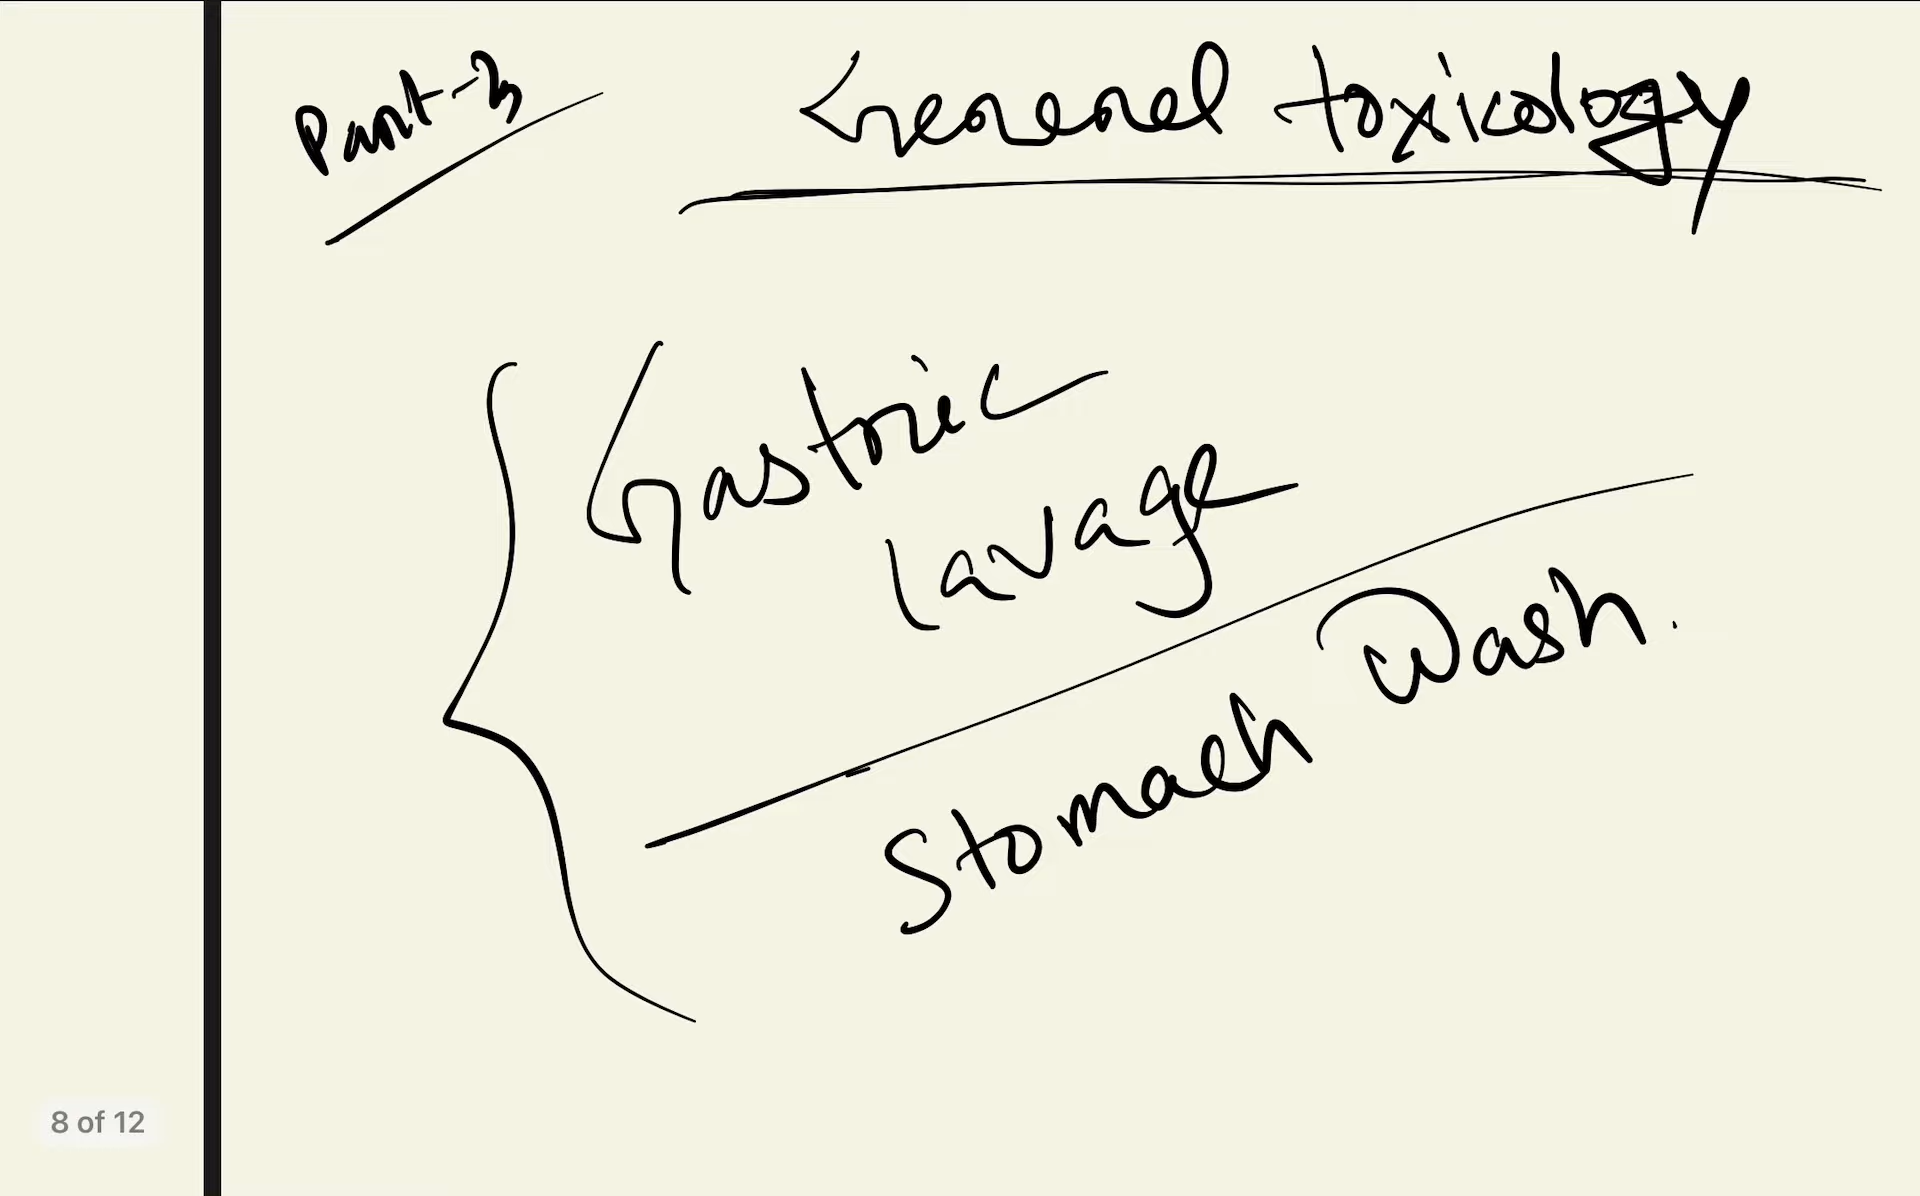 Part-3
General toxicology
Gastric
lavage
Stomach Wash.
8 of 12